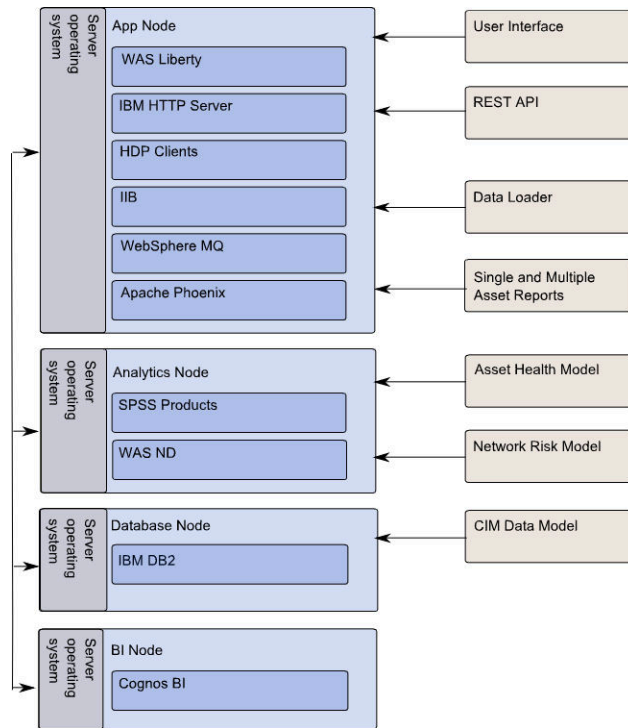 Server
operating
system
App Node
WAS Liberty
IBM HTTP Server
HDP Clients
IIB
WebSphere MQ
Apache Phoenix
User Interface
REST API
Data Loader
Single and Multiple
Asset Reports
Server
operating
system
Analytics Node
SPSS Products
WAS ND
Asset Health Model
Network Risk Model
Server
operating
system
Database Node
IBM DB2
CIM Data Model
Server
operating
system
BI Node
Cognos BI